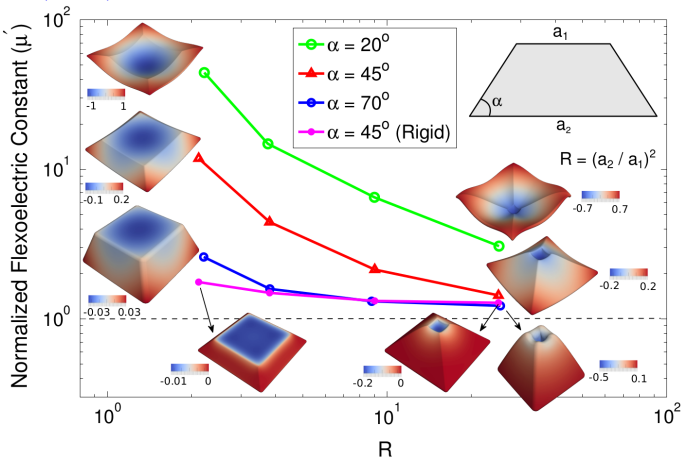 10²
10¹
10⁰
Normalized Flexoelectric Constant (μ′)
α = 20°
α = 45°
α = 70°
α = 45° (Rigid)
a₁
α
a₂
R = (a₂ / a₁)²
-1 1
-0.1 0.2
-0.03 0.03
-0.7 0.7
-0.2 0.2
-0.01 0
-0.2 0
-0.5 0.1
10⁰
10¹
10²
R